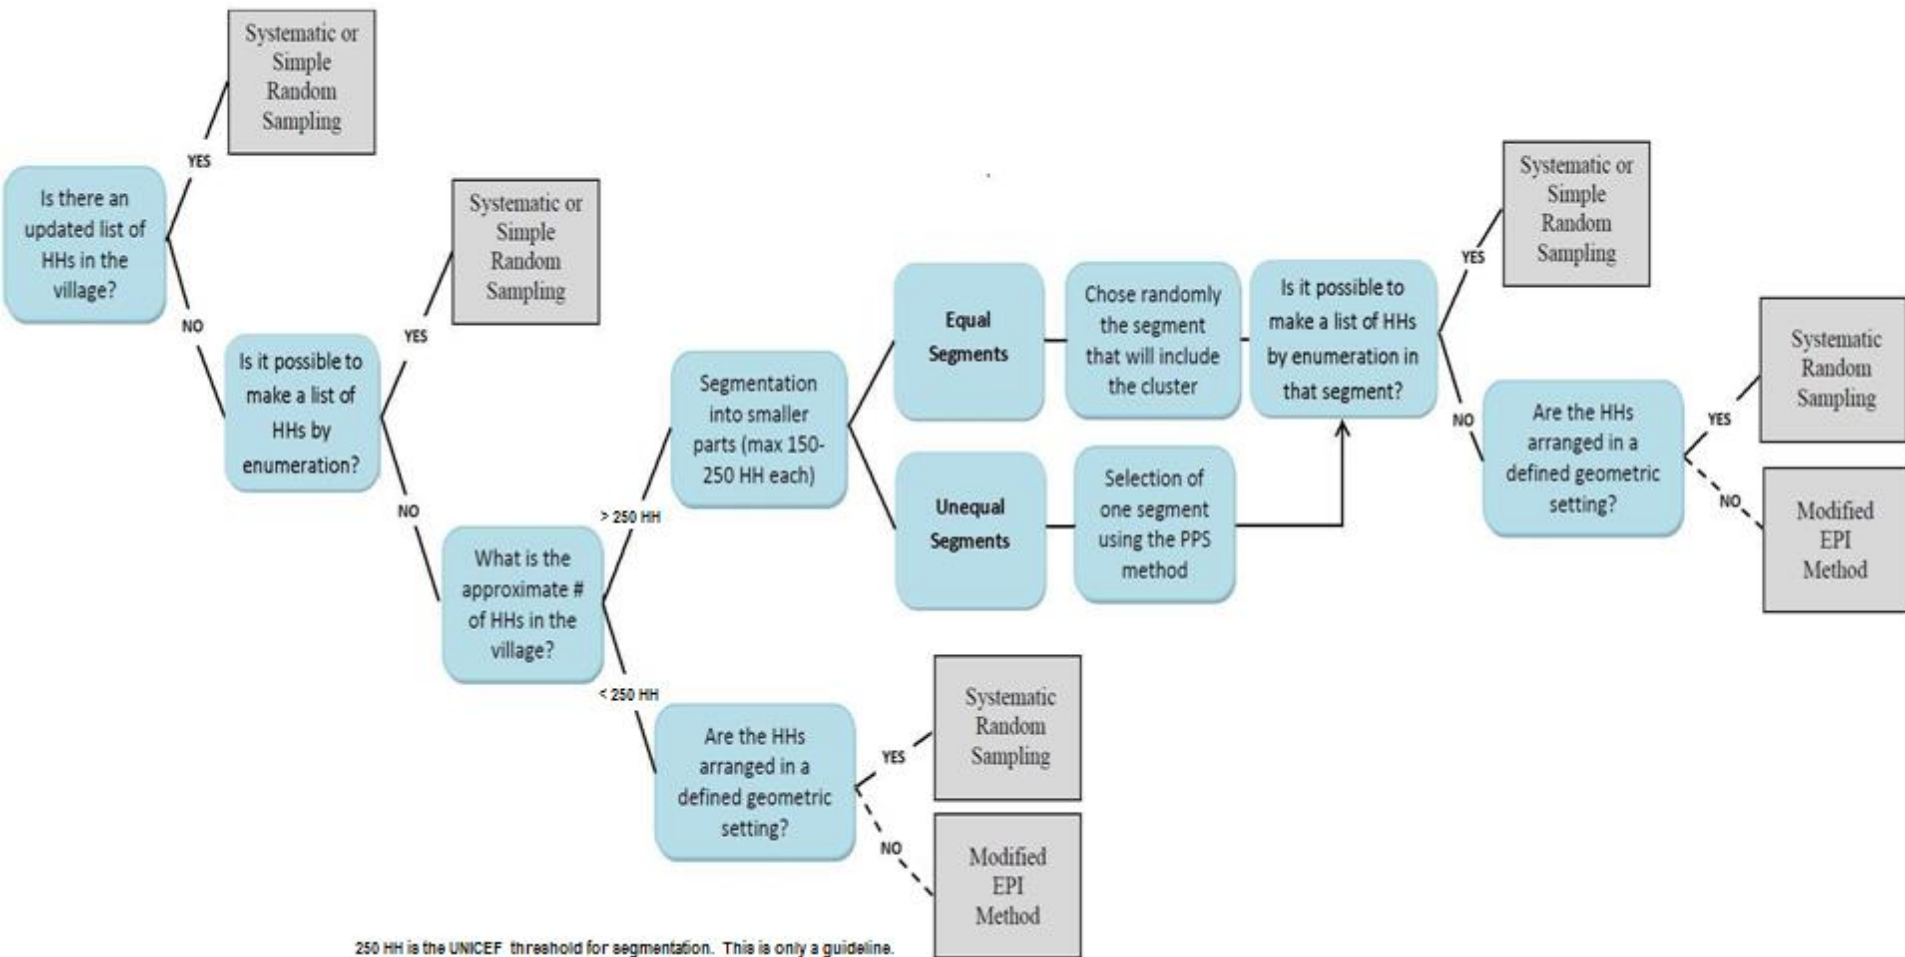 Systematic or
Simple
Random
Sampling
YES
Is there an
updated list of
HHs in the
village?
NO
Systematic or
Simple
Random
Sampling
YES
Is it possible to
make a list of
HHs by
enumeration?
NO
What is the
approximate #
of HHs in the
village?
> 250 HH
Segmentation
into smaller
parts (max 150-
250 HH each)
Equal
Segments
Chose randomly
the segment
that will include
the cluster
Unequal
Segments
Selection of
one segment
using the PPS
method
Is it possible to
make a list of HHs
by enumeration in
that segment?
YES
Systematic or
Simple
Random
Sampling
NO
Are the HHs
arranged in a
defined geometric
setting?
YES
Systematic
Random
Sampling
NO
Modified
EPI
Method
< 250 HH
Are the HHs
arranged in a
defined geometric
setting?
YES
Systematic
Random
Sampling
NO
Modified
EPI
Method
250 HH is the UNICEF threshold for segmentation. This is only a guideline.